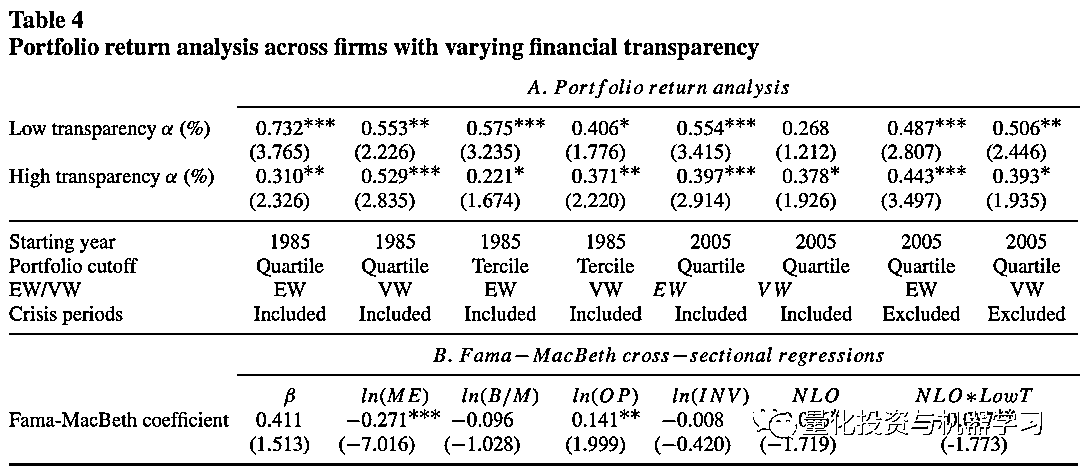 Table 4
Portfolio return analysis across firms with varying financial transparency
A. Portfolio return analysis
Low transparency α (%) 0.732*** 0.553** 0.575*** 0.406* 0.554*** 0.268 0.487*** 0.506**
(3.765) (2.226) (3.235) (1.776) (3.415) (1.212) (2.807) (2.446)
High transparency α (%) 0.310** 0.529*** 0.221* 0.371** 0.397*** 0.378* 0.443*** 0.393*
(2.326) (2.835) (1.674) (2.220) (2.914) (1.926) (3.497) (1.935)
Starting year 1985 1985 1985 1985 2005 2005 2005 2005
Portfolio cutoff Quartile Quartile Tercile Tercile Quartile Quartile Quartile Quartile
EW/VW EW VW EW VW EW VW EW VW
Crisis periods Included Included Included Included Included Included Excluded Excluded
B. Fama−MacBeth cross−sectional regressions
β ln(ME) ln(B/M) ln(OP) ln(INV) NLO NLO∗LowT
Fama-MacBeth coefficient 0.411 −0.271*** −0.096 0.141** −0.008
(1.513) (−7.016) (−1.028) (1.999) (−0.420) (−1.719) (-1.773)
量化投资与机器学习